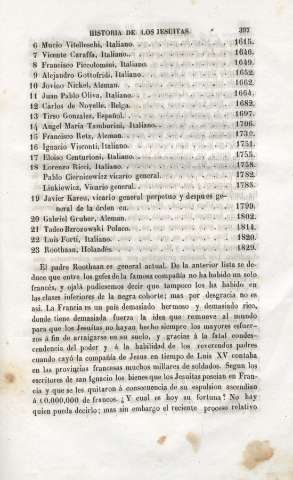 HISTORIA DE LOS JESUITAS. 397
6 Mucio Vitelleschi, Italiano. . . . . . . . 1615.
7 Vicente Caraffa, Italiano. . . . . . . . 1646.
8 Francisco Piccolomini, Italiano. . . . . . . . 1649.
9 Alejandro Gottofridi, Italiano. . . . . . . . 1652
10 Jovino Nickel, Aleman. . . . . . . . 1662.
11 Juan Pablo Oliva, Italiano. . . . . . . . 1664.
12 Carlos de Noyelle, Belga. . . . . . . . 1682.
13 Tirso Gonzalez, Español. . . . . . . . 1697.
14 Angel Maria Tamburini, Italiano. . . . . . . . 1706.
15 Francisco Retz, Aleman. . . . . . . . 1730.
16 Ignacio Visconti, Italiano. . . . . . . . 1751.
17 Eloiso Centurioni, Italiano. . . . . . . . 1755.
18 Lorenzo Ricci, Italiano. . . . . . . . 1758.
Pablo Ciernicewiz vicario general. . . . . . . . 1782.
Linkiewicz, Vicario general. . . . . . . . 1785.
19 Javier Karea, vicario general perpetuo y despues ge-
neral de la órden en. . . . . . . . 1799.
20 Gabriel Gruber, Aleman. . . . . . . . 1802.
21 Tadeo Brzozowski Polaco. . . . . . . . 1814.
22 Luis Forti, Italiano. . . . . . . . 1820.
23 Roothaan, Holandés. . . . . . . . 1829.
El padre Roothaan es general actual. De la anterior lista se de-
duce que entre los gefes de la famosa compañía no ha habido un solo
francés, y ojalá pudiesemos decir que tampoco los ha habido en
las clases inferiores de la negra cohorte; mas por desgracia no es
asi. La Francia es un pais demasiado hermoso y demasiado rico,
donde tiene demasiada fuerza la idea que remueve al mundo
para que los Jesuitas no hayan hecho siempre los mayores esfuer-
zos á fin de arraigarse en su suelo, y gracias á la fatal condes-
cendencia del poder y á la habilidad de los reverendos padres
cuando cayó la compañía de Jesus en tiempo de Luis XV contaba
en las provincias francesas muchos millares de soldados. Segun los
escritores de san Ignacio los bienes que los Jesuitas poseian en Fran-
cia y que se les quitaron á consecuencia de su espulsion ascendian
á 40,000,000 de francos. ¿Y cual es hoy su fortuna? No hay
quien pueda decirlo; mas sin embargo el reciente proceso relativo